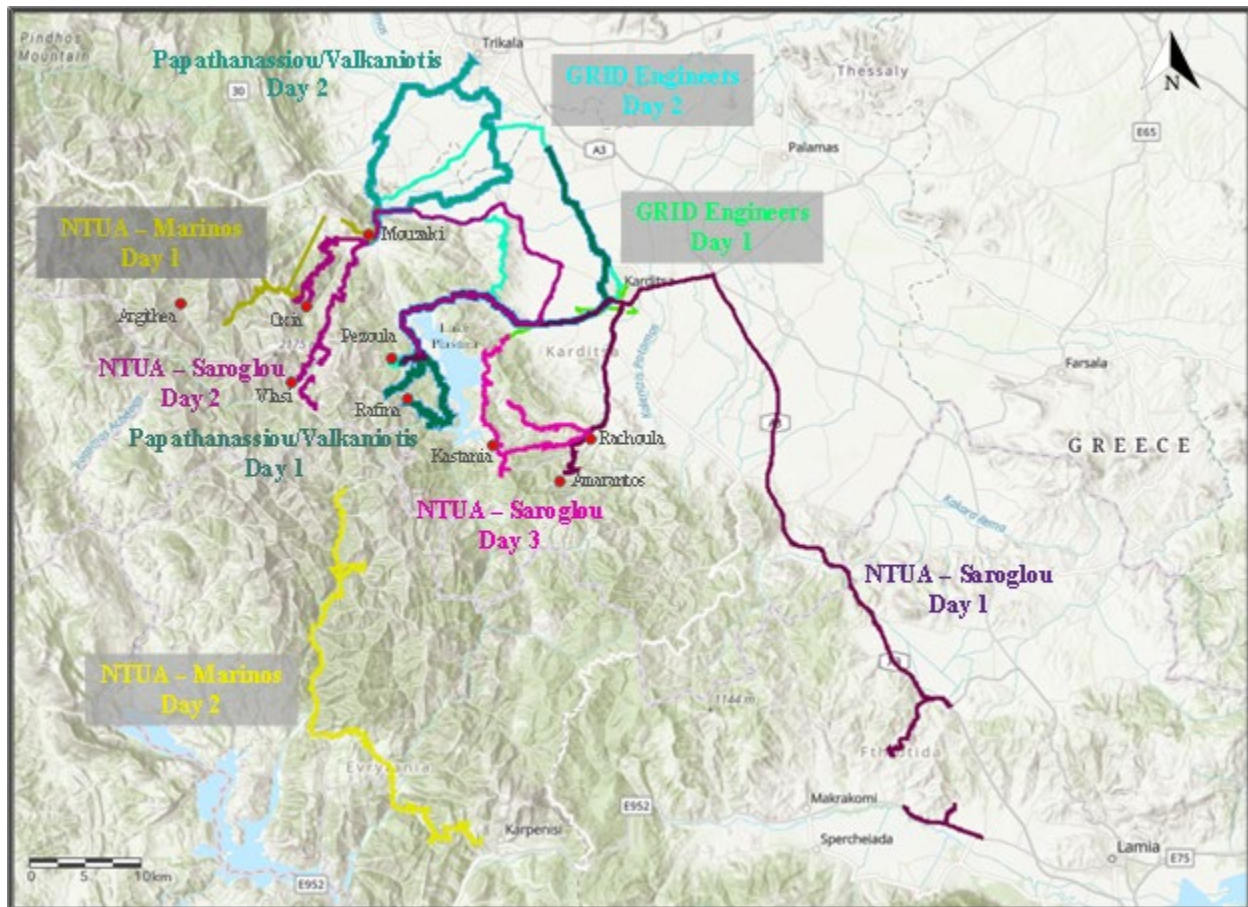 Pindhos
Mountain
Trikala
Papathanassiou/Valkaniotis
Day 2
30
GRID Engineers
Day 2
Thessaly
N
E65
A3
Palamas
NTUA – Marinos
Day 1
Mouzaki
GRID Engineers
Day 1
Karditsa
Argithea
Oxia
2175
Pezoula
Lake
Plastira
Karditsa
Kalentzis Potamos
Farsala
NTUA – Saroglou
Day 2
Vlasi
Rafina
Papathanassiou/Valkaniotis
Day 1
Kastania
Rachoula
Amarantos
GREECE
NTUA – Saroglou
Day 3
NTUA – Saroglou
Day 1
NTUA – Marinos
Day 2
1144 m
Evrytania
Fthiotida
Makrakomi
E952
Karpenisi
Spercheiada
Lamia
E75
0 5 10km
E952